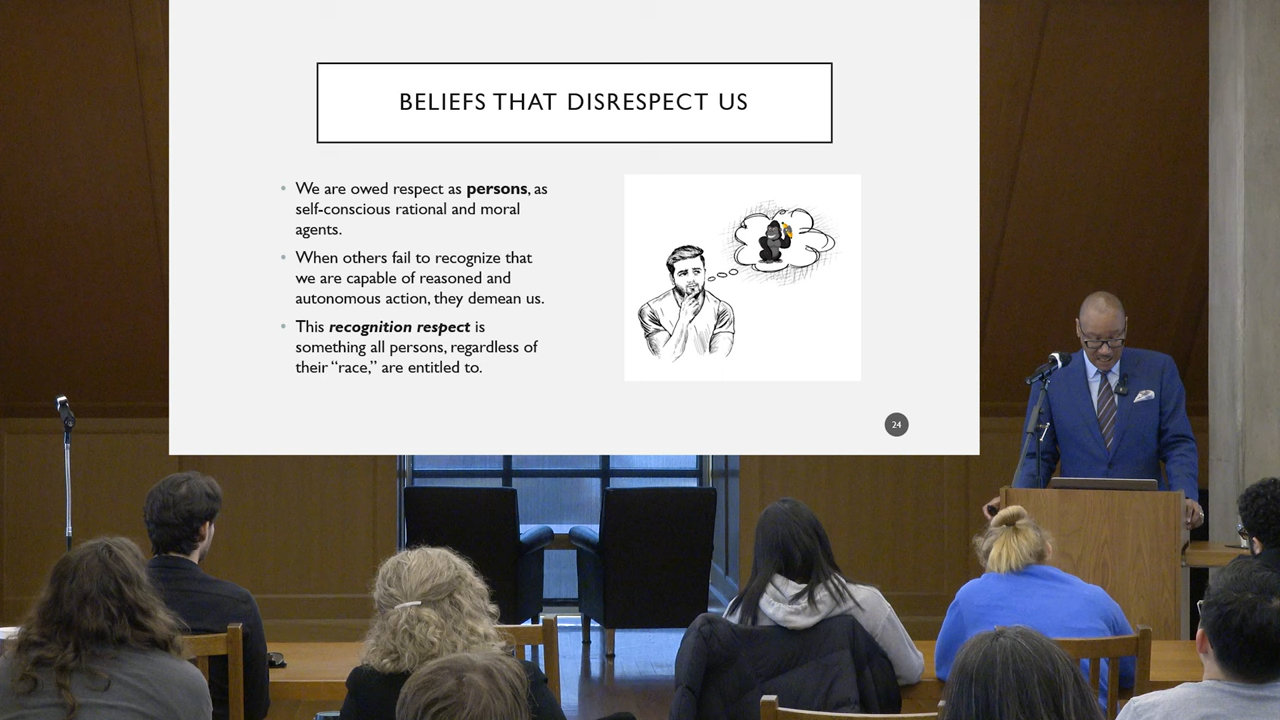 BELIEFS THAT DISRESPECT US
We are owed respect as persons, as
self-conscious rational and moral
agents.
When others fail to recognize that
we are capable of reasoned and
autonomous action, they demean us.
This recognition respect is
something all persons, regardless of
their “race,” are entitled to.
24